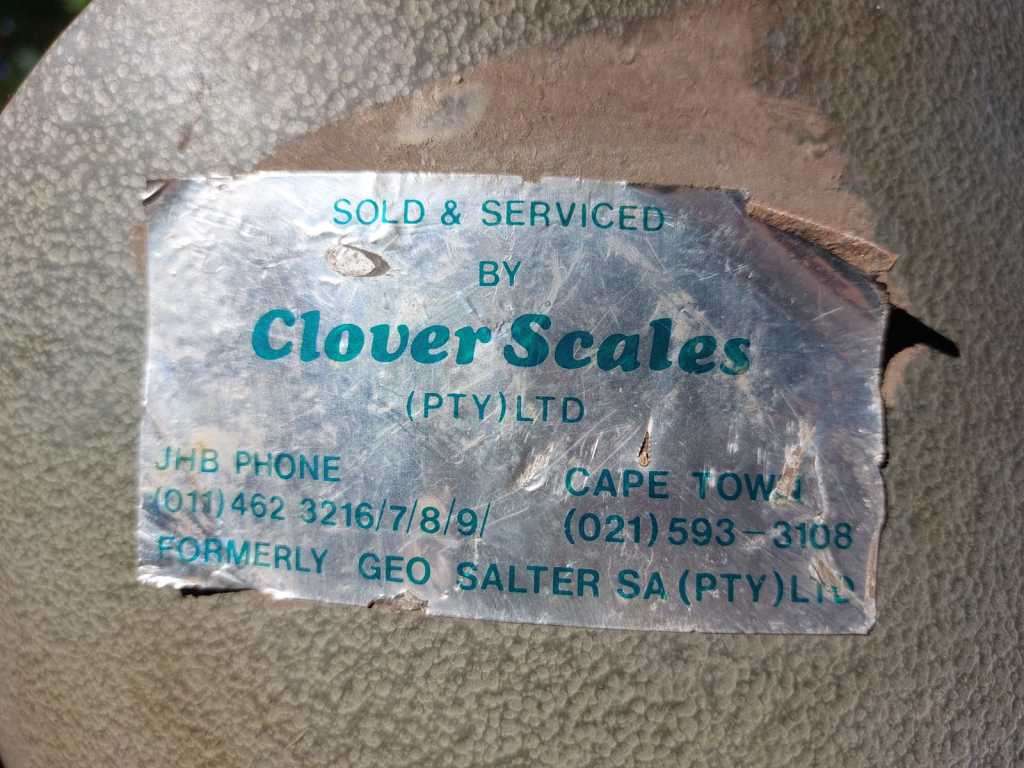 SOLD & SERVICED
BY
Clover Scales
(PTY)LTD
JHB PHONE
(011)462 3216/7/8/9/
CAPE TOWN
(021)593-3108
FORMERLY GEO SALTER SA (PTY)LTD